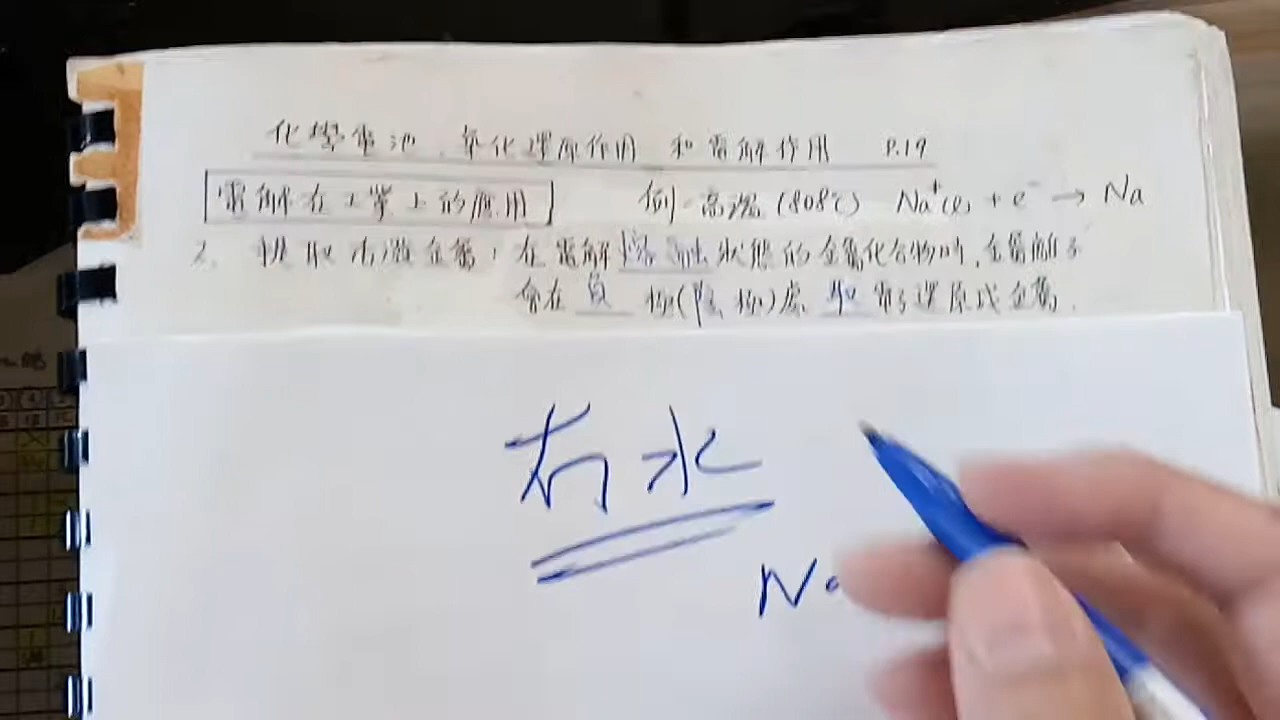 化學電池、氧化還原作用 和電解作用 P.19
電解在工業上的應用 例-高溫(808℃) Na⁺(l) + e⁻ → Na
2. 提取活潑金屬:在電解熔融狀態的金屬化合物時,金屬離子
會在負極(陰極)處取電子還原成金屬.
有水
Na